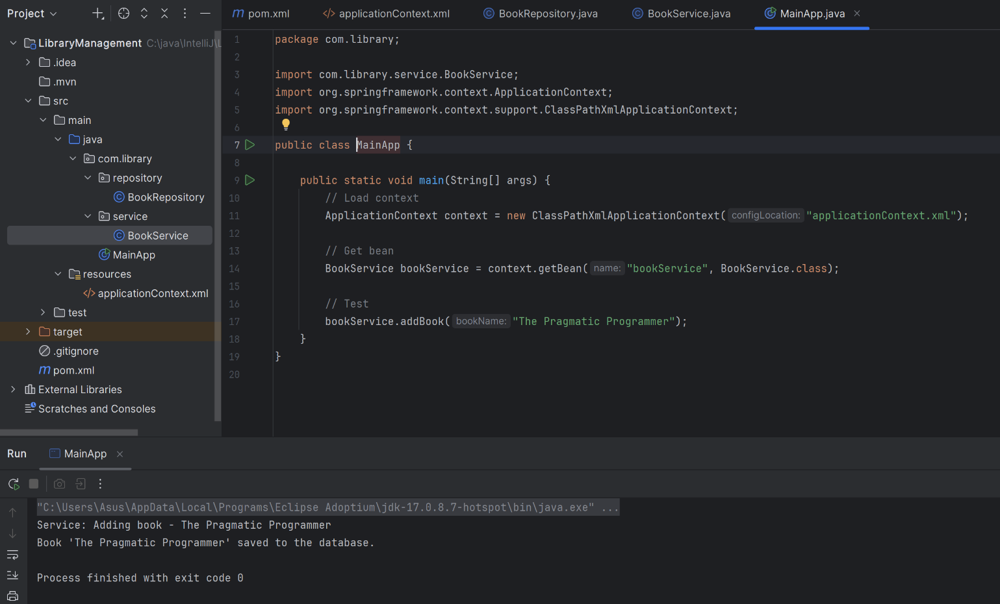 Project
pom.xml
applicationContext.xml
BookRepository.java
BookService.java
MainApp.java
LibraryManagement C:\java\IntelliJ\L
.idea
.mvn
src
main
java
com.library
repository
BookRepository
service
BookService
MainApp
resources
applicationContext.xml
test
target
.gitignore
pom.xml
External Libraries
Scratches and Consoles
1 package com.library;
2
3 import com.library.service.BookService;
4 import org.springframework.context.ApplicationContext;
5 import org.springframework.context.support.ClassPathXmlApplicationContext;
6
7 public class MainApp {
8
9 public static void main(String[] args) {
10 // Load context
11 ApplicationContext context = new ClassPathXmlApplicationContext( configLocation: "applicationContext.xml");
12
13 // Get bean
14 BookService bookService = context.getBean( name: "bookService", BookService.class);
15
16 // Test
17 bookService.addBook( bookName: "The Pragmatic Programmer");
18 }
19 }
20
Run
MainApp
"C:\Users\Asus\AppData\Local\Programs\Eclipse Adoptium\jdk-17.0.8.7-hotspot\bin\java.exe" ...
Service: Adding book - The Pragmatic Programmer
Book 'The Pragmatic Programmer' saved to the database.
Process finished with exit code 0